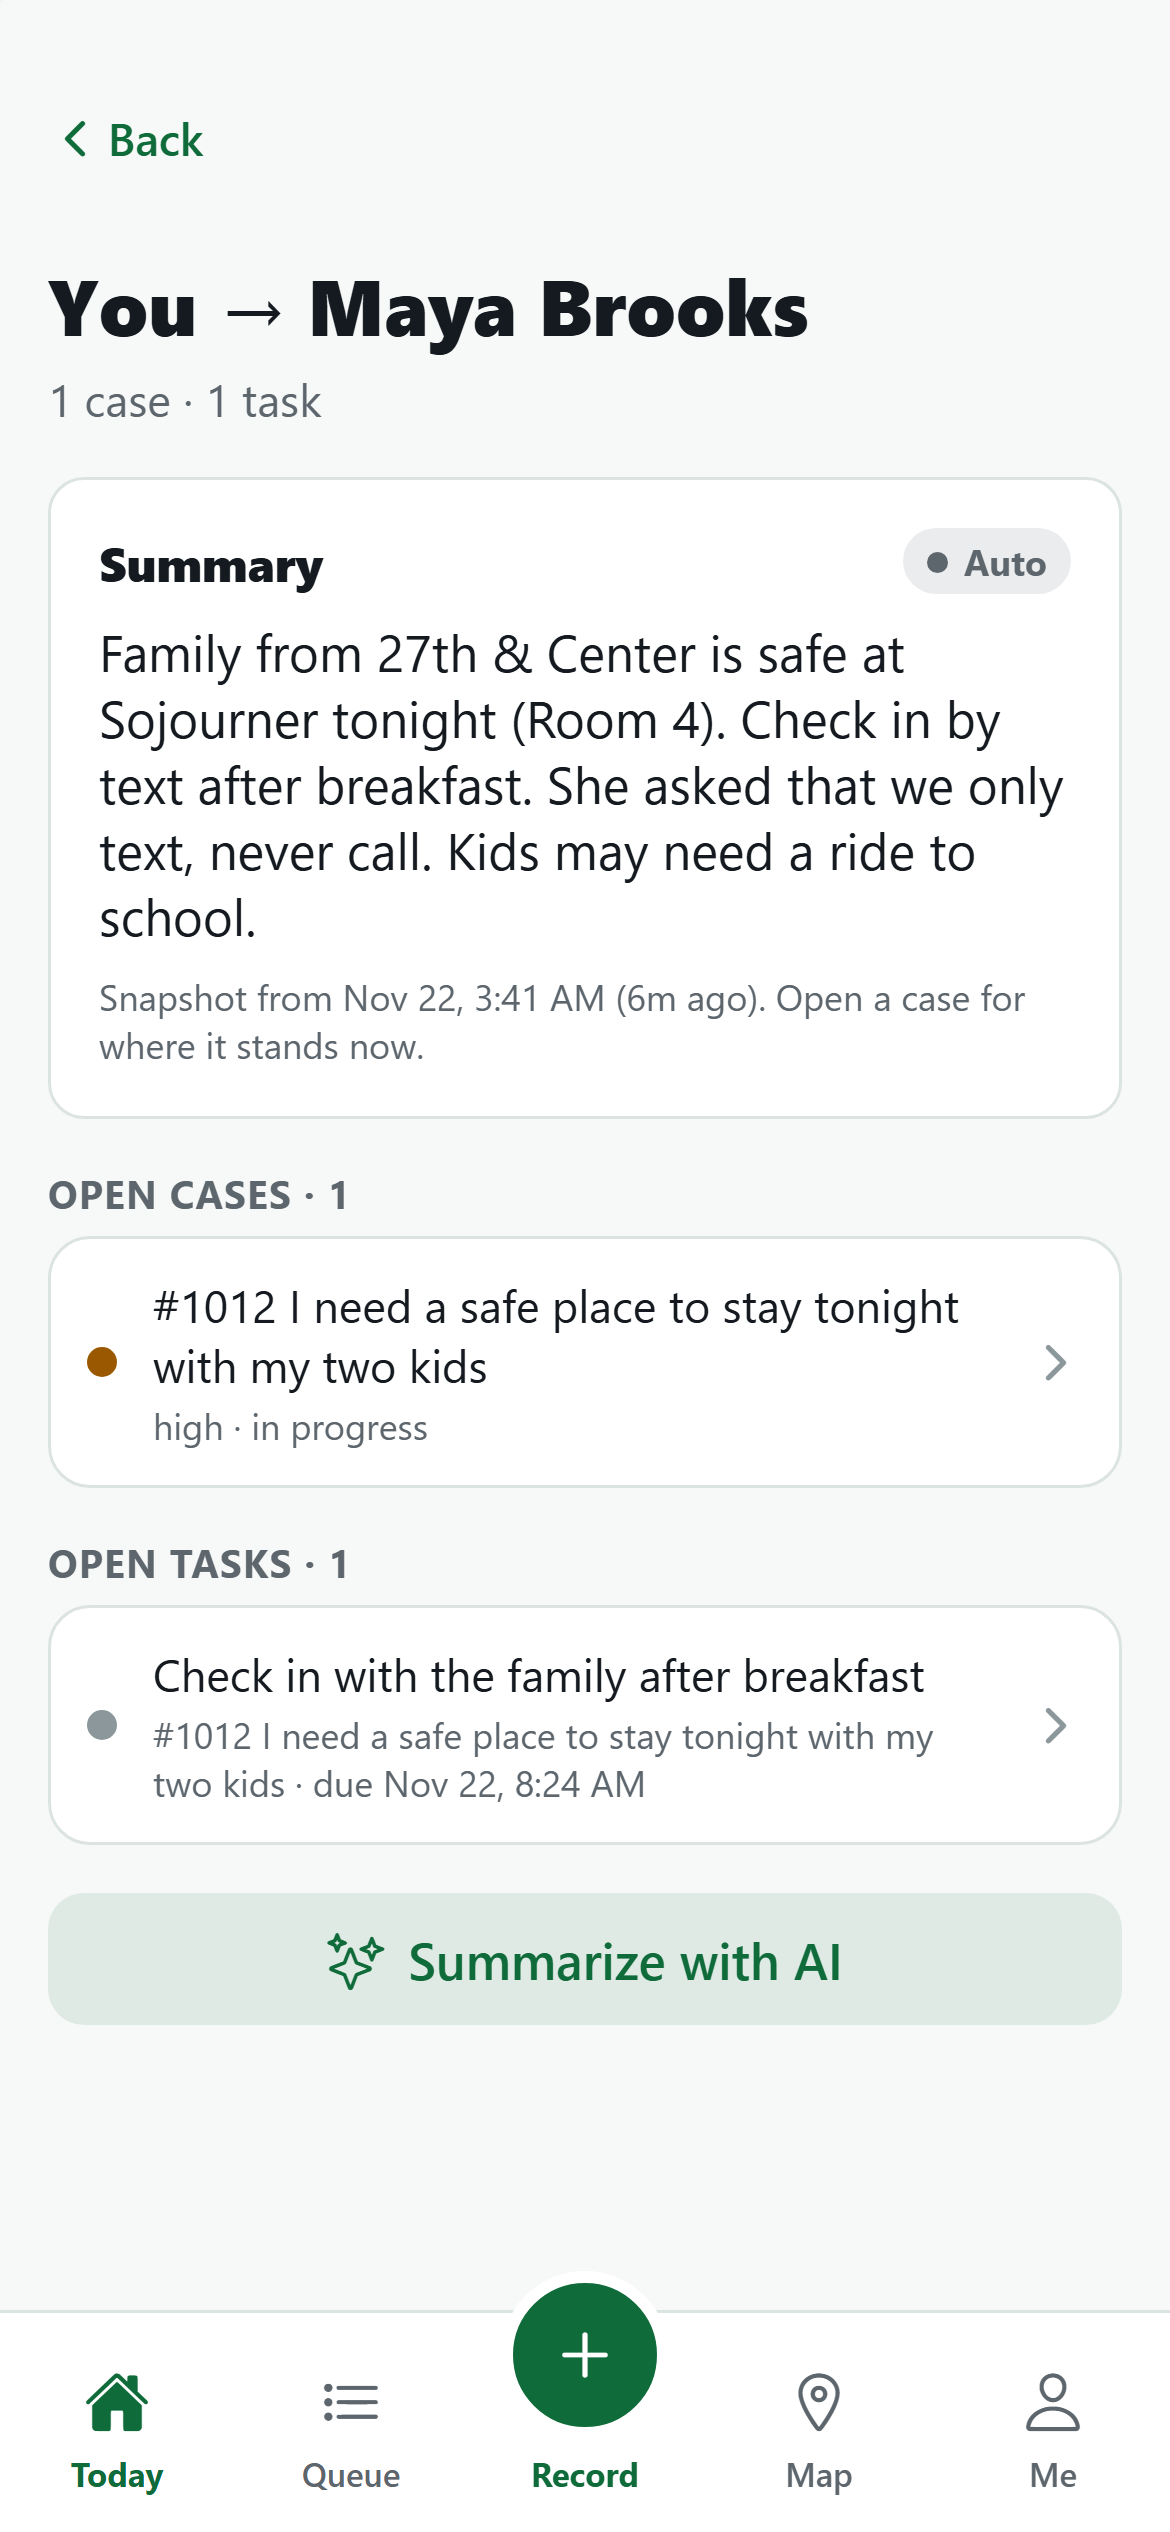 Back
You → Maya Brooks
1 case · 1 task
Summary
Auto
Family from 27th & Center is safe at
Sojourner tonight (Room 4). Check in by
text after breakfast. She asked that we only
text, never call. Kids may need a ride to
school.
Snapshot from Nov 22, 3:41 AM (6m ago). Open a case for
where it stands now.
OPEN CASES · 1
#1012 I need a safe place to stay tonight
with my two kids
high · in progress
OPEN TASKS · 1
Check in with the family after breakfast
#1012 I need a safe place to stay tonight with my
two kids · due Nov 22, 8:24 AM
Summarize with AI
Today
Queue
Record
Map
Me